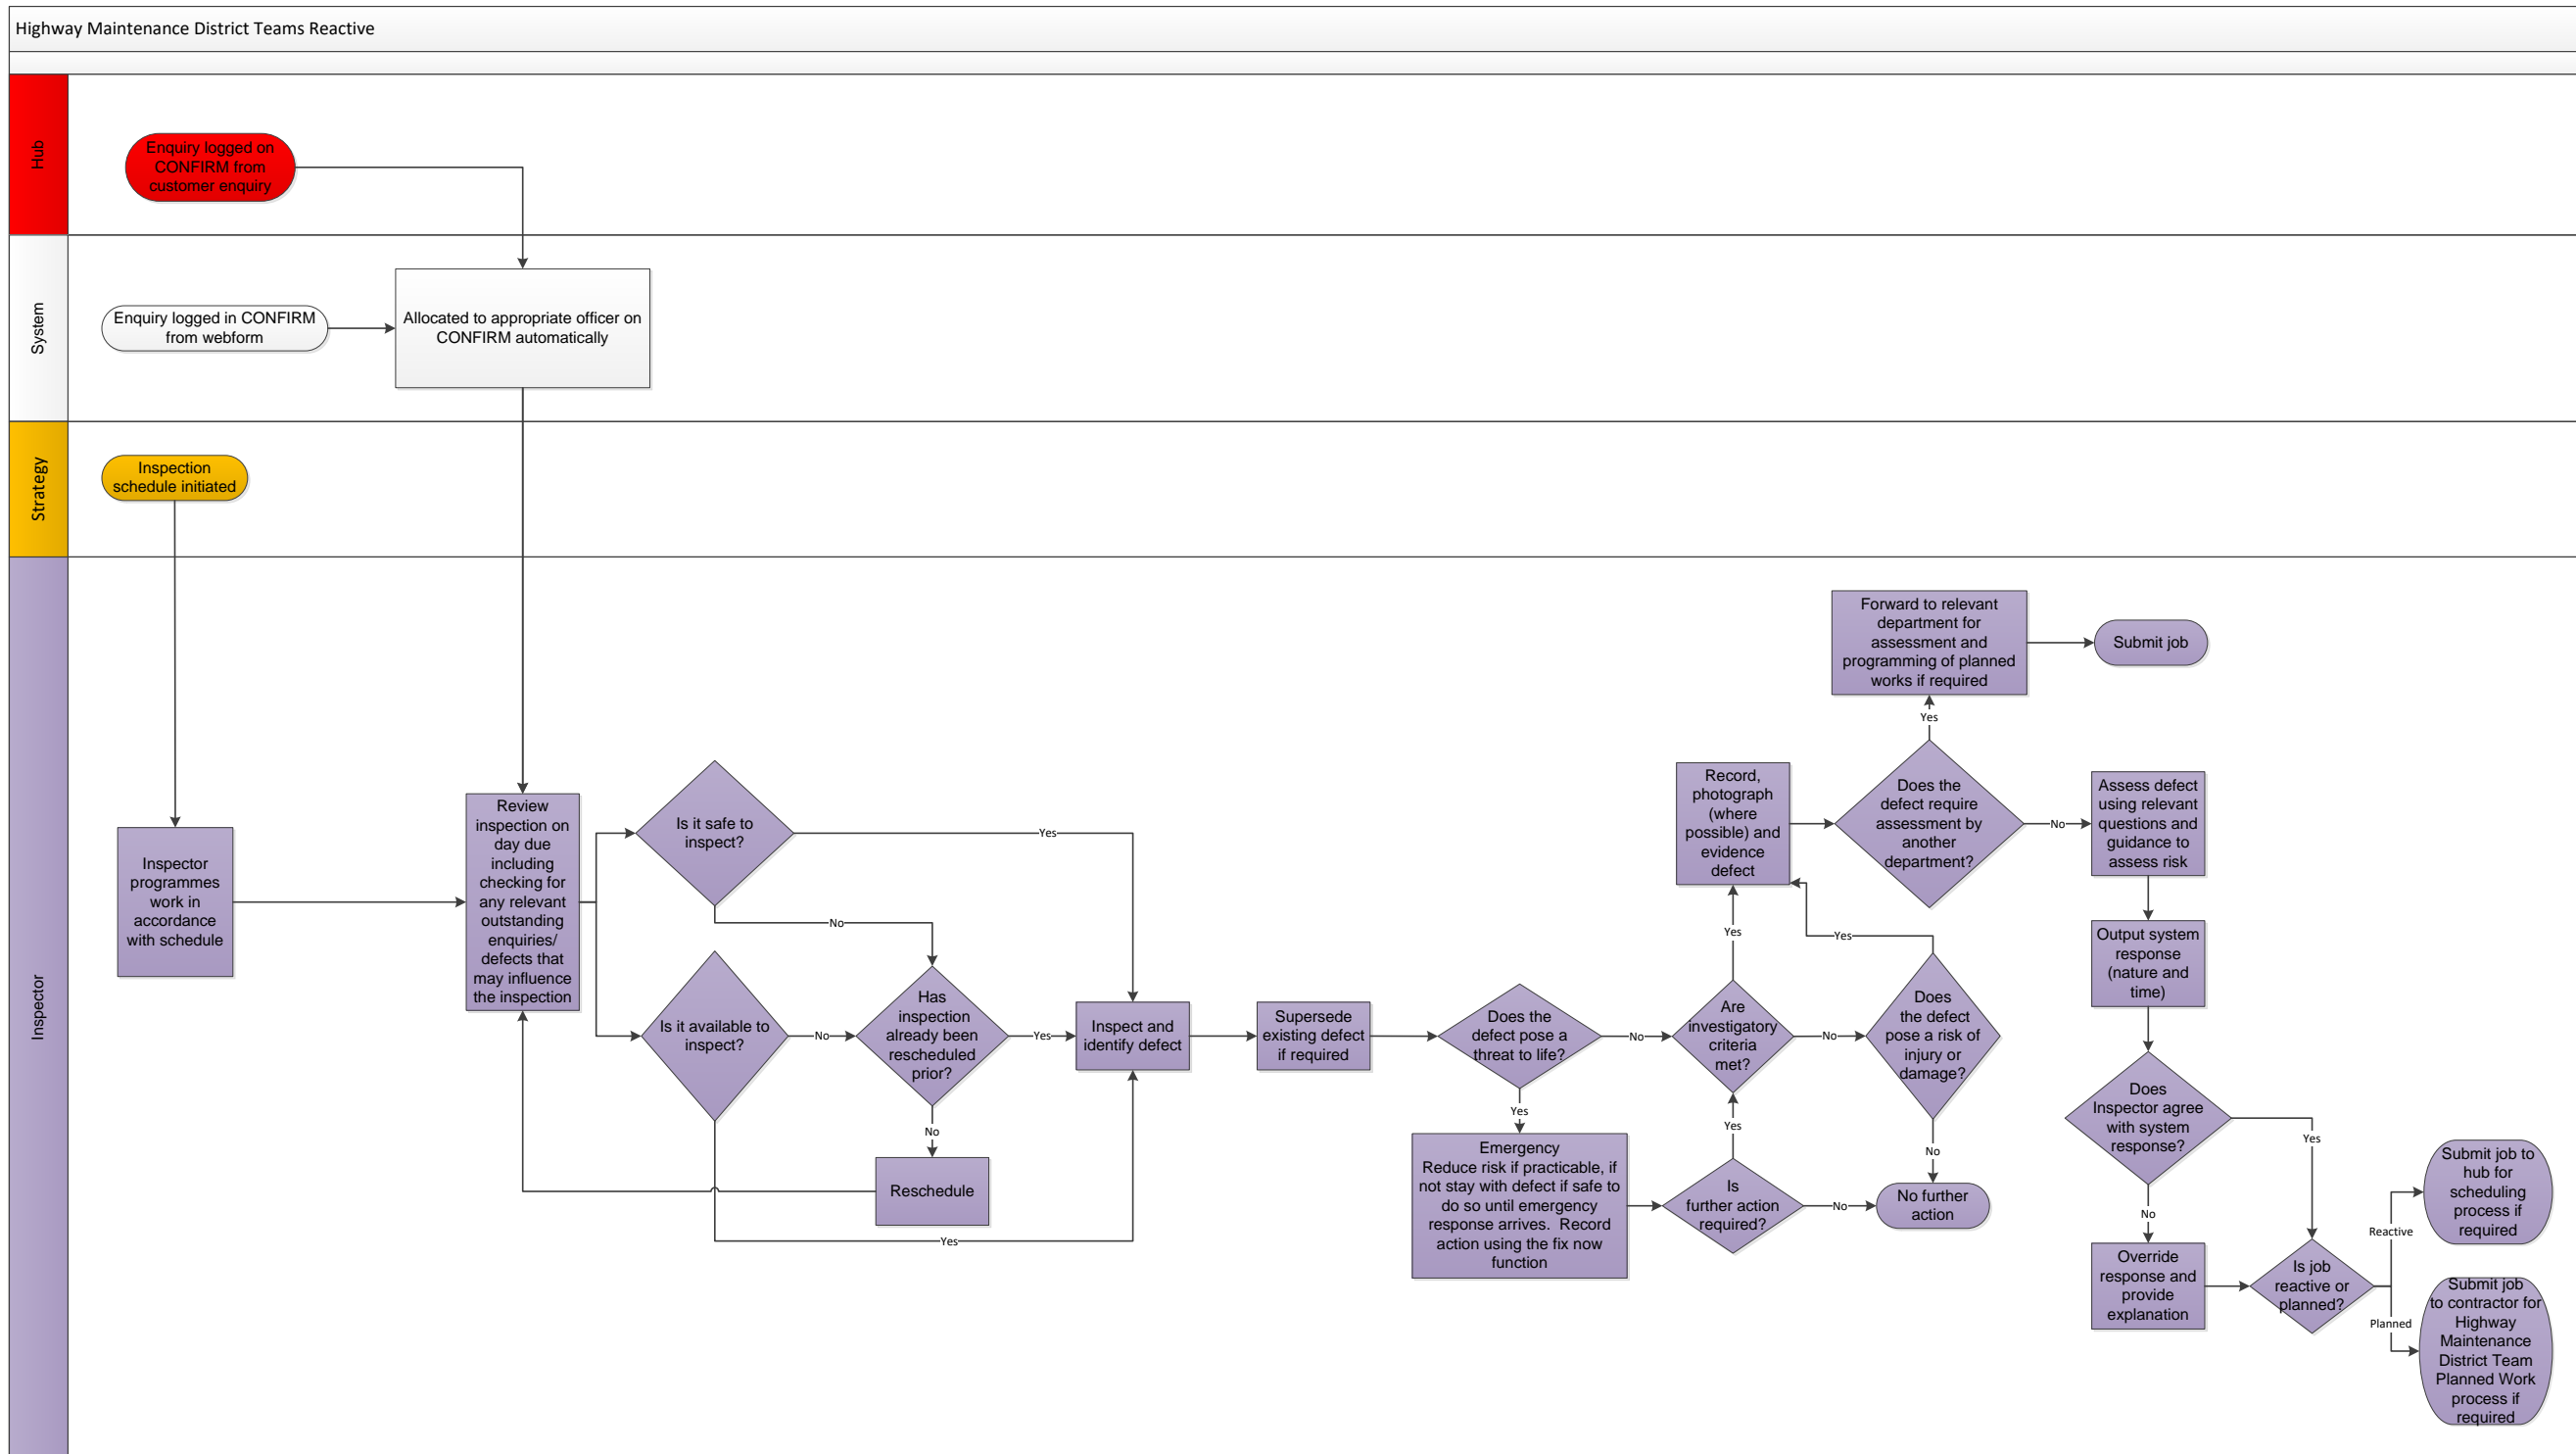 Highway Maintenance District Teams Reactive
Hub
Enquiry logged on
CONFIRM from
customer enquiry
System
Enquiry logged in CONFIRM
from webform
Allocated to appropriate officer on
CONFIRM automatically
Strategy
Inspection
schedule initiated
Inspector
Inspector
programmes
work in
accordance
with schedule
Review
inspection on
day due
including
checking for
any relevant
outstanding
enquiries/
defects that
may influence
the inspection
Is it safe to
inspect?
Yes
No
Is it available to
inspect?
No
Yes
Has
inspection
already been
rescheduled
prior?
Yes
No
Reschedule
Inspect and
identify defect
Supersede
existing defect
if required
Does the
defect pose a
threat to life?
No
Yes
Emergency
Reduce risk if practicable, if
not stay with defect if safe to
do so until emergency
response arrives.  Record
action using the fix now
function
Is
further action
required?
Yes
No
No further
action
Are
investigatory
criteria
met?
Yes
No
Does
the defect
pose a risk of
injury or
damage?
Yes
No
Record,
photograph
(where
possible) and
evidence
defect
Does the
defect require
assessment by
another
department?
Yes
No
Forward to relevant
department for
assessment and
programming of planned
works if required
Submit job
Assess defect
using relevant
questions and
guidance to
assess risk
Output system
response
(nature and
time)
Does
Inspector agree
with system
response?
Yes
No
Override
response and
provide
explanation
Is job
reactive or
planned?
Reactive
Planned
Submit job to
hub for
scheduling
process if
required
Submit job
to contractor for
Highway
Maintenance
District Team
Planned Work
process if
required